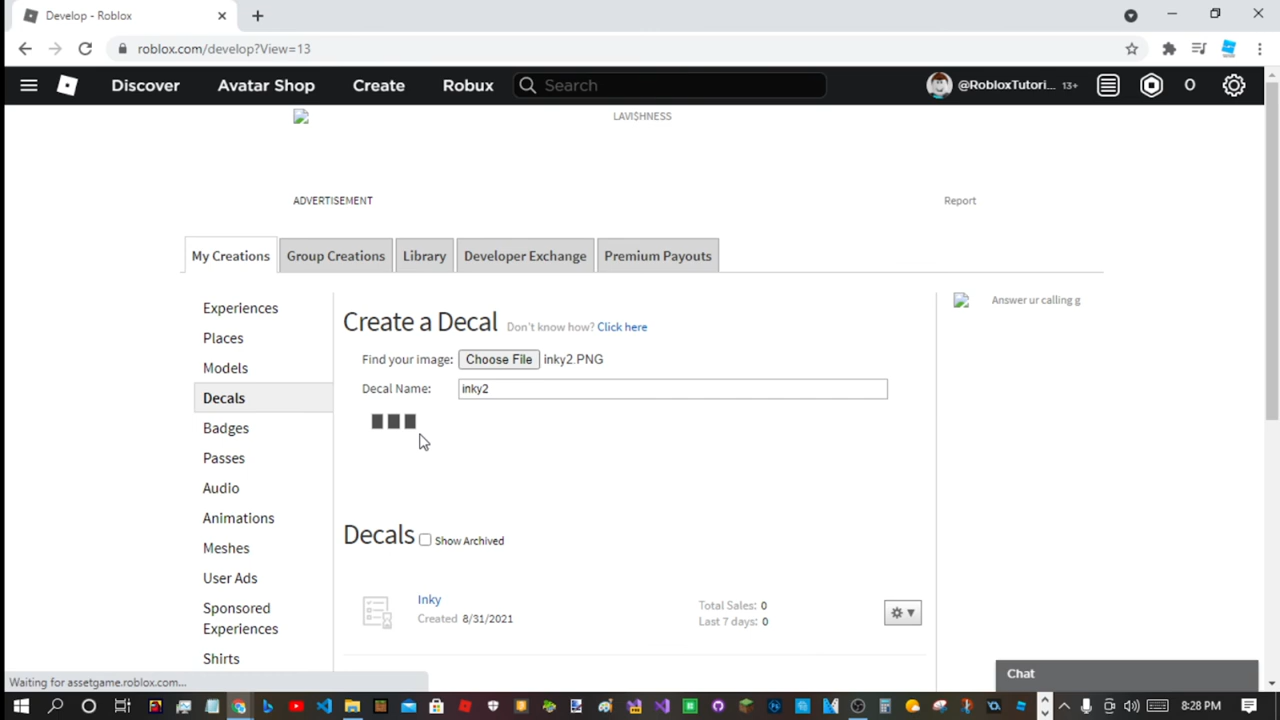 Develop - Roblox
roblox.com/develop?View=13
Discover
Avatar Shop
Create
Robux
Search
@RobloxTutori... 13+
0
LAVI$HNESS
ADVERTISEMENT
Report
My Creations
Group Creations
Library
Developer Exchange
Premium Payouts
Experiences
Places
Models
Decals
Badges
Passes
Audio
Animations
Meshes
User Ads
Sponsored
Experiences
Shirts
Create a Decal Don't know how? Click here
Find your image: Choose File inky2.PNG
Decal Name: inky2
Answer ur calling g
Decals Show Archived
Inky
Created 8/31/2021
Total Sales: 0
Last 7 days: 0
Chat
Waiting for assetgame.roblox.com...
8:28 PM